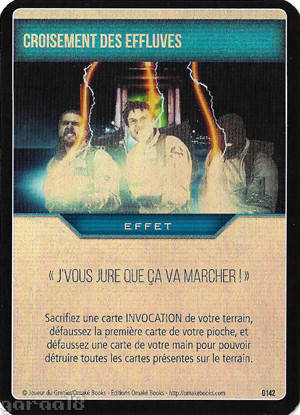 CROISEMENT DES EFFLUVES
EFFET
« J'VOUS JURE QUE ÇA VA MARCHER ! »
Sacrifiez une carte INVOCATION de votre terrain,
défaussez la première carte de votre pioche, et
défaussez une carte de votre main pour pouvoir
détruire toutes les cartes présentes sur le terrain.
© Joueur du Grenier/Omaké Books - Editions Omaké Books - http://omakebooks.com/
0142